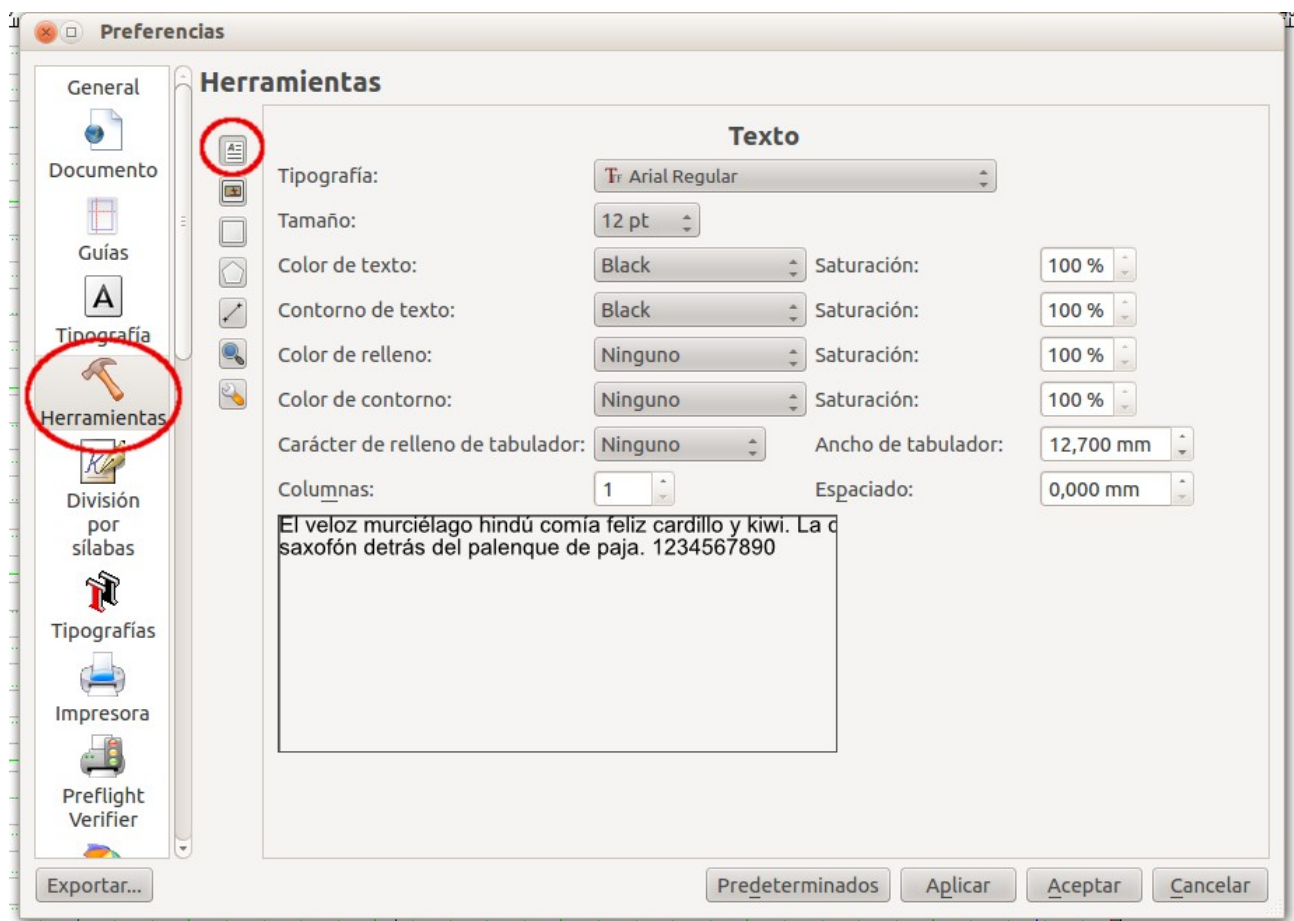 Preferencias
General
Documento
Guías
Tipografía
Herramientas
División
por
sílabas
Tipografías
Impresora
Preflight
Verifier
Herramientas
Texto
Tipografía: Arial Regular
Tamaño: 12 pt
Color de texto: Black Saturación: 100 %
Contorno de texto: Black Saturación: 100 %
Color de relleno: Ninguno Saturación: 100 %
Color de contorno: Ninguno Saturación: 100 %
Carácter de relleno de tabulador: Ninguno Ancho de tabulador: 12,700 mm
Columnas: 1 Espaciado: 0,000 mm
El veloz murciélago hindú comía feliz cardillo y kiwi. La
saxofón detrás del palenque de paja. 1234567890
Exportar... Predeterminados Aplicar Aceptar Cancelar